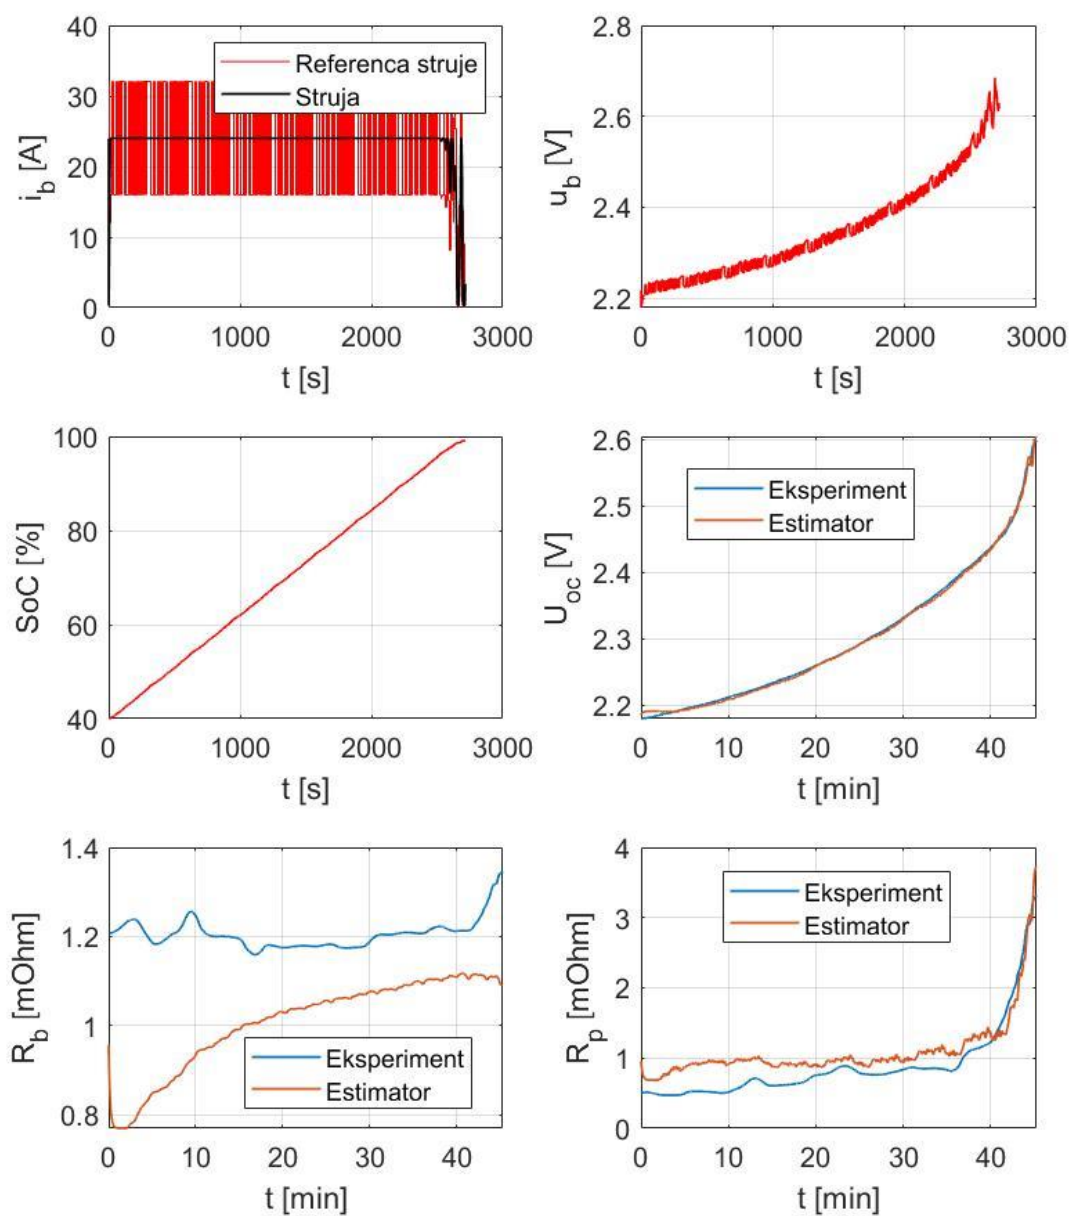 40
30
20
10
0
i_b [A]
Referenca struje
Struja
0 1000 2000 3000
t [s]
2.8
2.6
2.4
2.2
u_b [V]
0 1000 2000 3000
t [s]
100
80
60
40
SoC [%]
0 1000 2000 3000
t [s]
2.6
2.5
2.4
2.3
2.2
U_oc [V]
Eksperiment
Estimator
0 10 20 30 40
t [min]
1.4
1.2
1
0.8
R_b [mOhm]
Eksperiment
Estimator
0 10 20 30 40
t [min]
4
3
2
1
0
R_p [mOhm]
Eksperiment
Estimator
0 10 20 30 40
t [min]